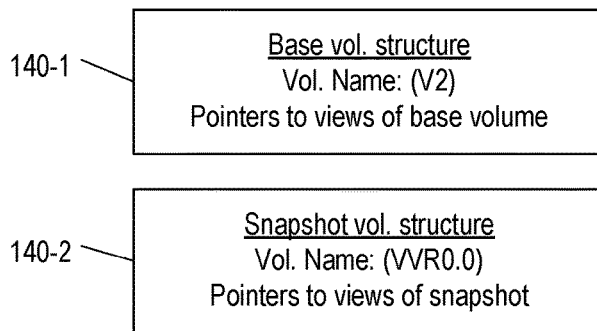 140-1
Base vol. structure
Vol. Name: (V2)
Pointers to views of base volume
140-2
Snapshot vol. structure
Vol. Name: (VVR0.0)
Pointers to views of snapshot